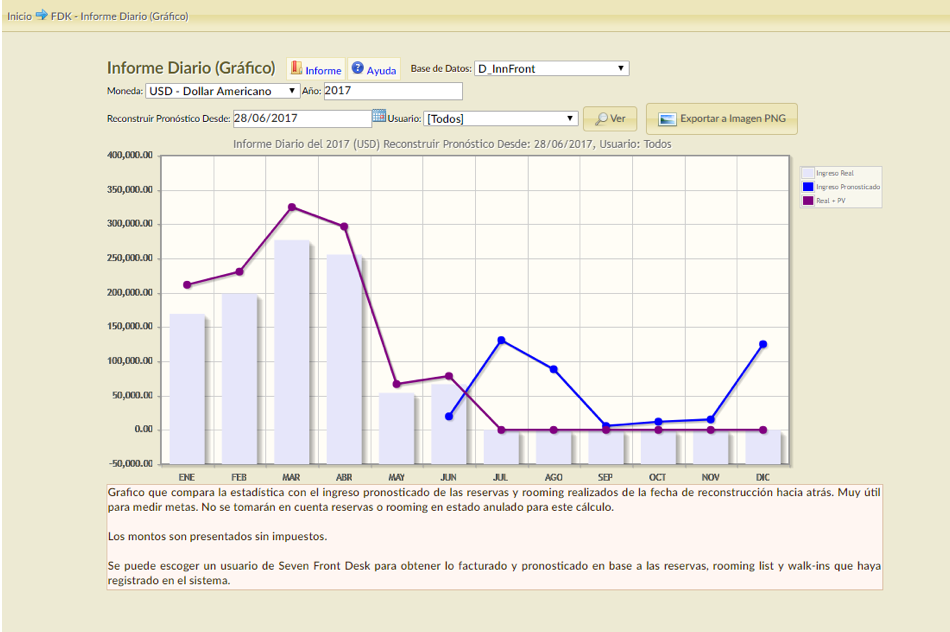 Inicio FDK - Informe Diario (Gráfico)
Informe Diario (Gráfico) Informe Ayuda Base de Datos: D_InnFront
Moneda: USD - Dollar Americano Año: 2017
Reconstruir Pronóstico Desde: 28/06/2017 Usuario: [Todos] Ver Exportar a Imagen PNG
Informe Diario del 2017 (USD) Reconstruir Pronóstico Desde: 28/06/2017, Usuario: Todos
400,000.00
350,000.00
300,000.00
250,000.00
200,000.00
150,000.00
100,000.00
50,000.00
0.00
-50,000.00
ENE FEB MAR ABR MAY JUN JUL AGO SEP OCT NOV DIC
Ingreso Real
Ingreso Pronosticado
Real + PV
Grafico que compara la estadística con el ingreso pronosticado de las reservas y rooming realizados de la fecha de reconstrucción hacia atrás. Muy útil
para medir metas. No se tomarán en cuenta reservas o rooming en estado anulado para este cálculo.
Los montos son presentados sin impuestos.
Se puede escoger un usuario de Seven Front Desk para obtener lo facturado y pronosticado en base a las reservas, rooming list y walk-ins que haya
registrado en el sistema.